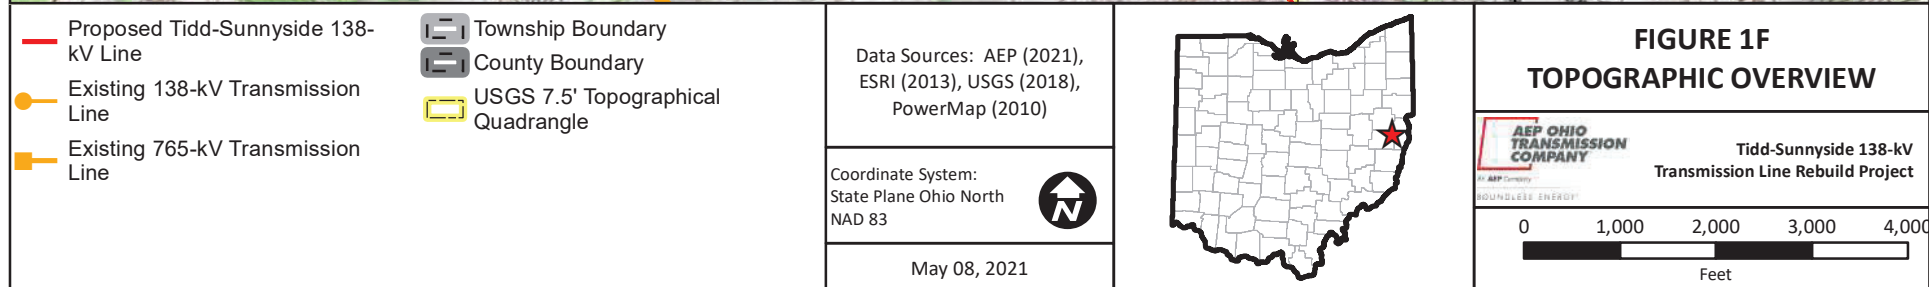 Proposed Tidd-Sunnyside 138-
kV Line
Existing 138-kV Transmission
Line
Existing 765-kV Transmission
Line
Township Boundary
County Boundary
USGS 7.5' Topographical
Quadrangle
Data Sources: AEP (2021),
ESRI (2013), USGS (2018),
PowerMap (2010)
Coordinate System:
State Plane Ohio North
NAD 83
N
May 08, 2021
FIGURE 1F
TOPOGRAPHIC OVERVIEW
AEP OHIO
TRANSMISSION
COMPANY
An AEP Company
BOUNDLESS ENERGY
Tidd-Sunnyside 138-kV
Transmission Line Rebuild Project
0 1,000 2,000 3,000 4,000
Feet